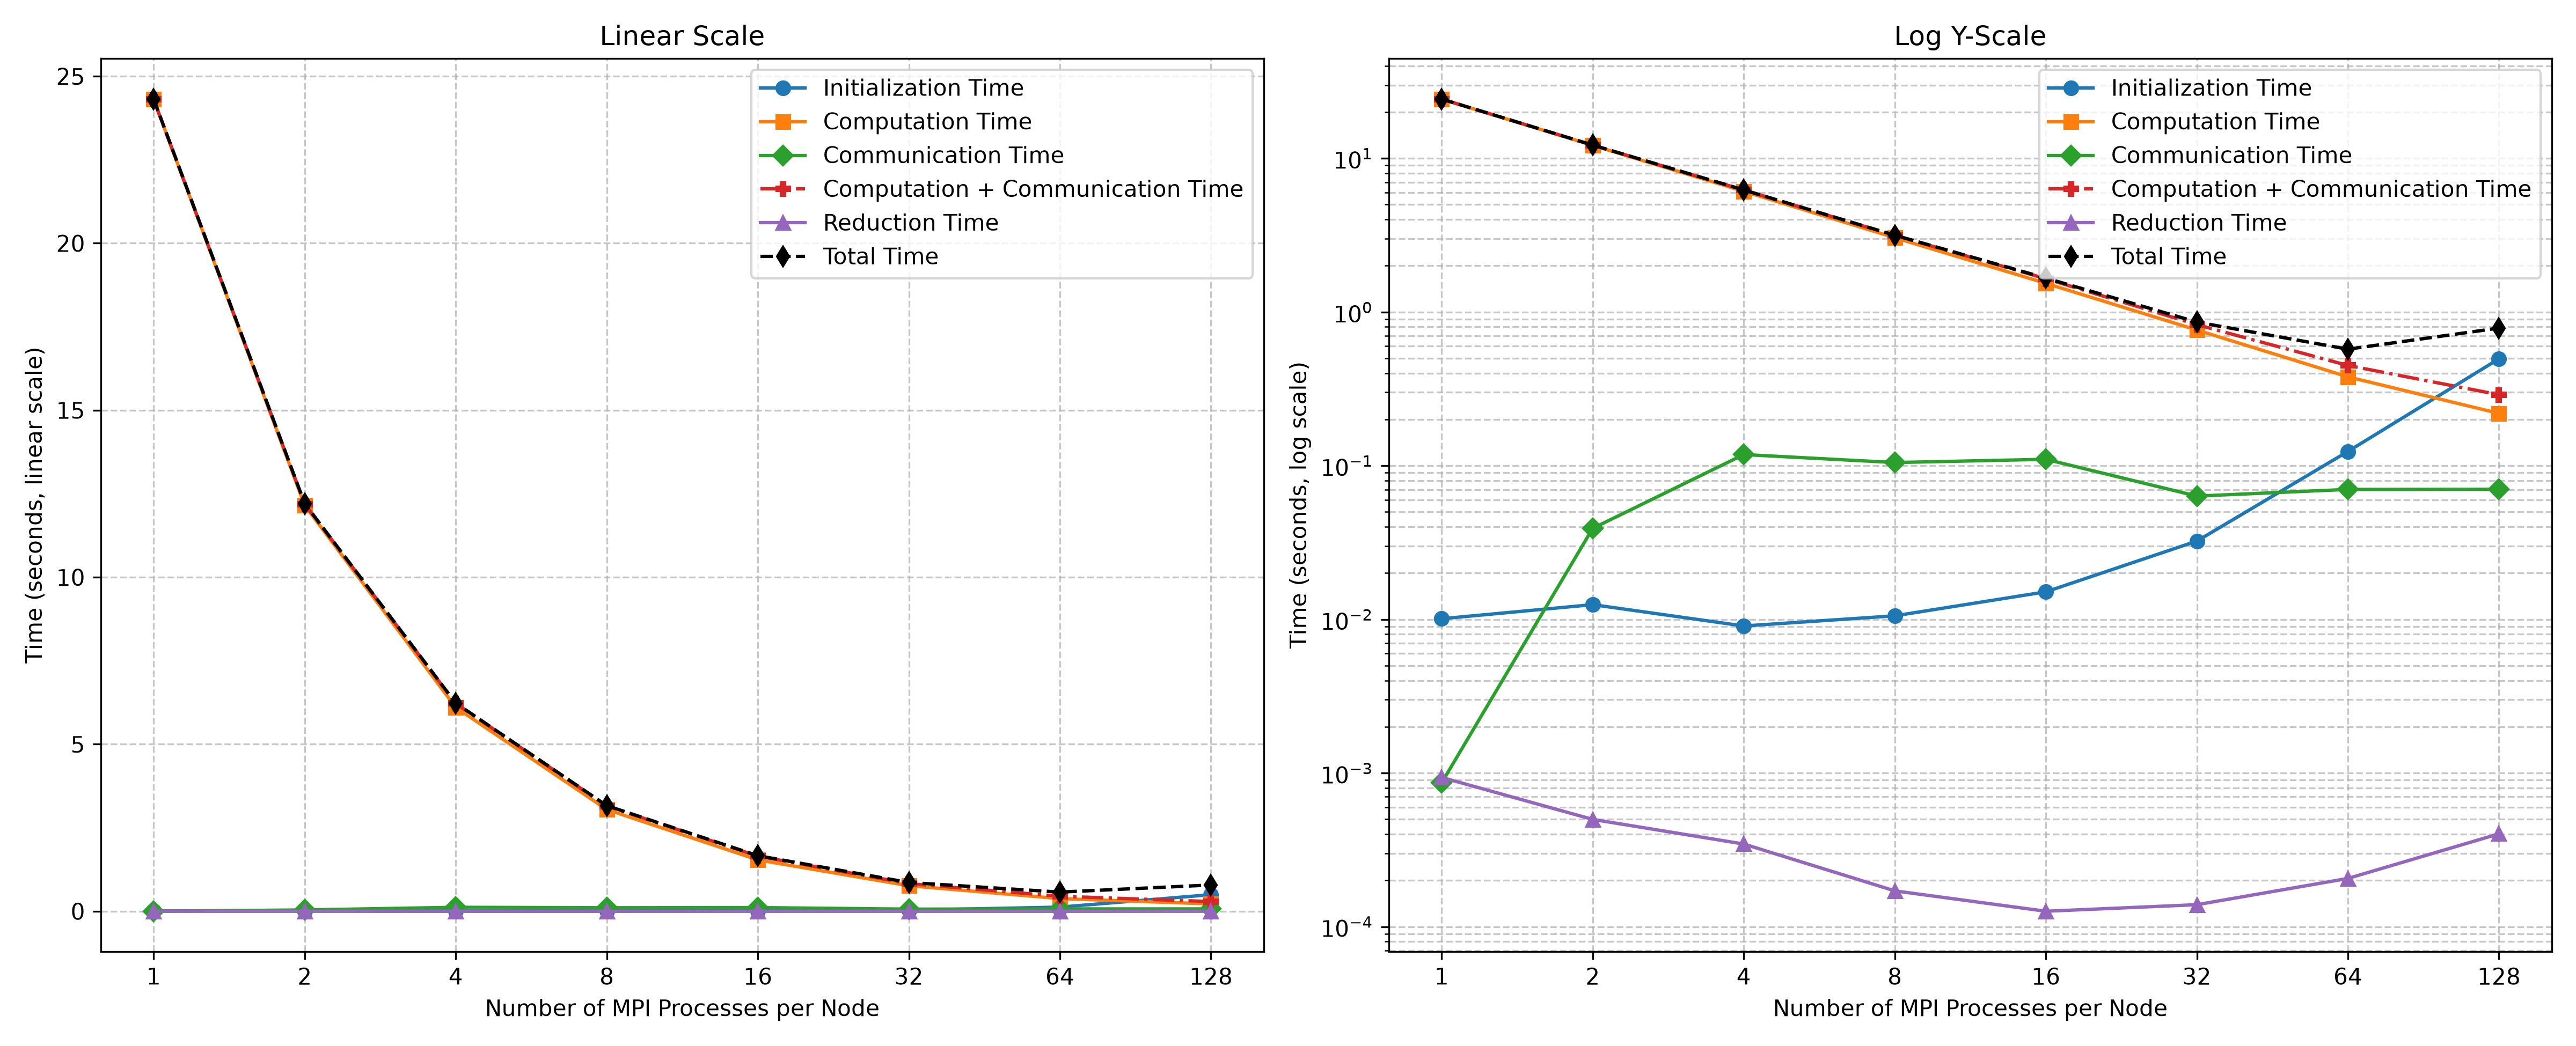 Linear Scale
25
20
15
10
5
0
Time (seconds, linear scale)
Initialization Time
Computation Time
Communication Time
Computation + Communication Time
Reduction Time
Total Time
1 2 4 8 16 32 64 128
Number of MPI Processes per Node
Log Y-Scale
10¹
10⁰
10⁻¹
10⁻²
10⁻³
10⁻⁴
Time (seconds, log scale)
Initialization Time
Computation Time
Communication Time
Computation + Communication Time
Reduction Time
Total Time
1 2 4 8 16 32 64 128
Number of MPI Processes per Node